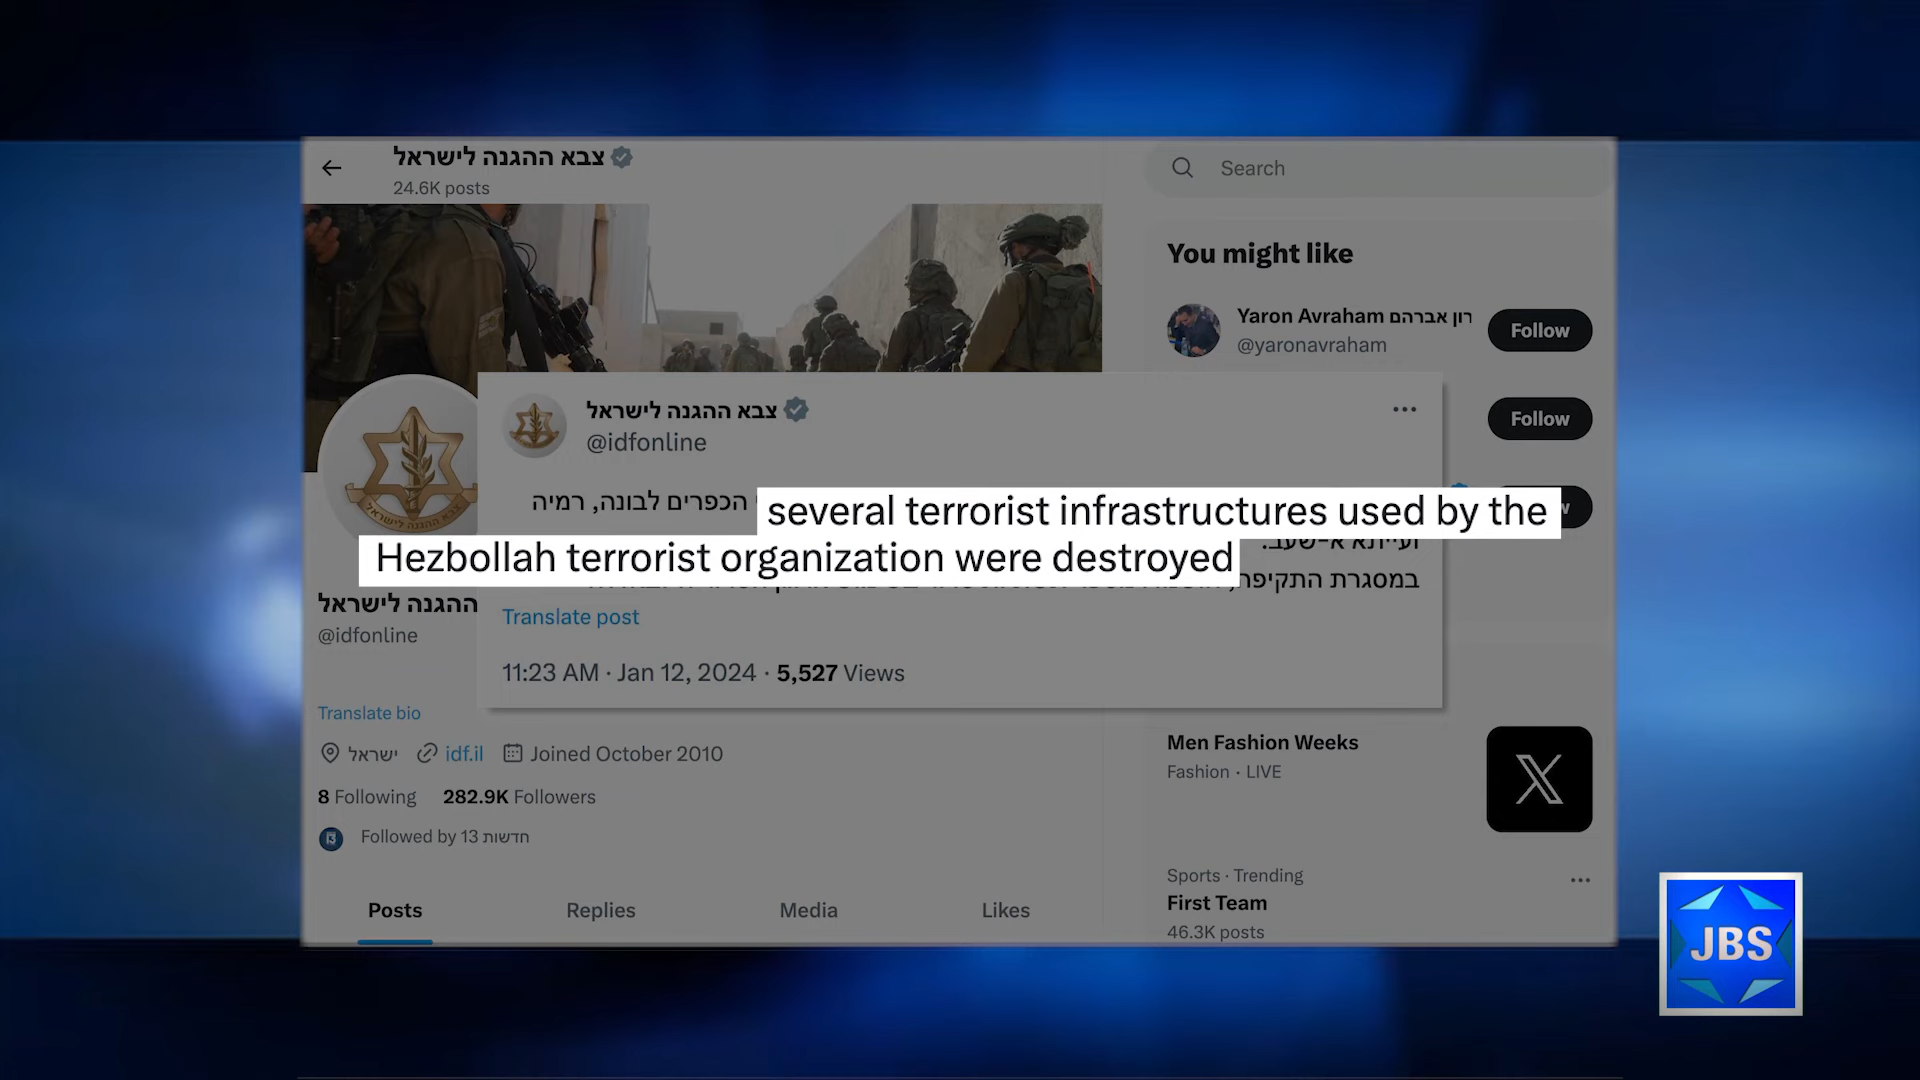 צבא ההגנה לישראל
24.6K posts
Search
You might like
Yaron Avraham רון אברהם
@yaronavraham
Follow
Follow
צבא ההגנה לישראל
@idfonline
הכפרים לבונה, רמיה
several terrorist infrastructures used by the
Hezbollah terrorist organization were destroyed
ועייתא א-שעב.
במסגרת התקיפה,
Translate post
11:23 AM · Jan 12, 2024 · 5,527 Views
ההגנה לישראל
@idfonline
Translate bio
ישראל idf.il Joined October 2010
8 Following 282.9K Followers
Followed by חדשות 13
Posts Replies Media Likes
Men Fashion Weeks
Fashion · LIVE
Sports · Trending
First Team
46.3K posts
JBS